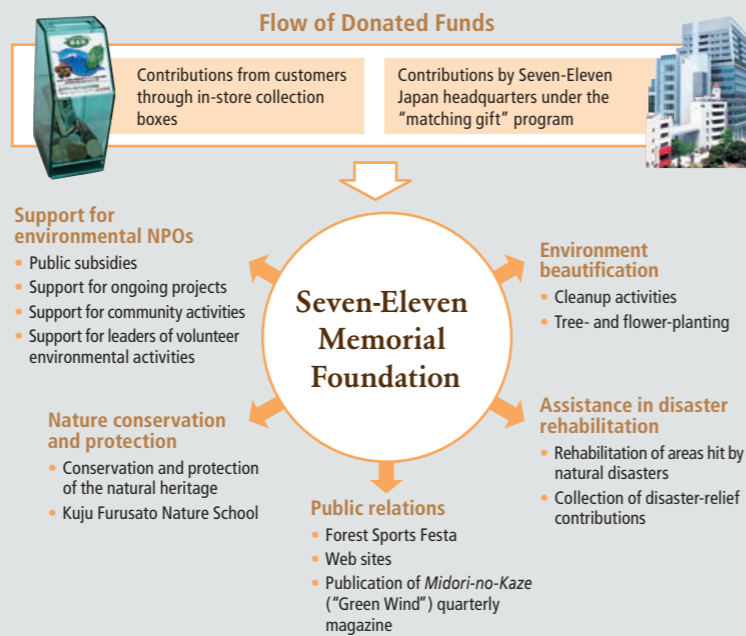 Flow of Donated Funds
Contributions from customers
through in-store collection
boxes
Contributions by Seven-Eleven
Japan headquarters under the
“matching gift” program
Support for
environmental NPOs
• Public subsidies
• Support for ongoing projects
• Support for community activities
• Support for leaders of volunteer
environmental activities
Seven-Eleven
Memorial
Foundation
Environment
beautification
• Cleanup activities
• Tree- and flower-planting
Nature conservation
and protection
• Conservation and protection
of the natural heritage
• Kuju Furusato Nature School
Assistance in disaster
rehabilitation
• Rehabilitation of areas hit by
natural disasters
• Collection of disaster-relief
contributions
Public relations
• Forest Sports Festa
• Web sites
• Publication of Midori-no-Kaze
(“Green Wind”) quarterly
magazine